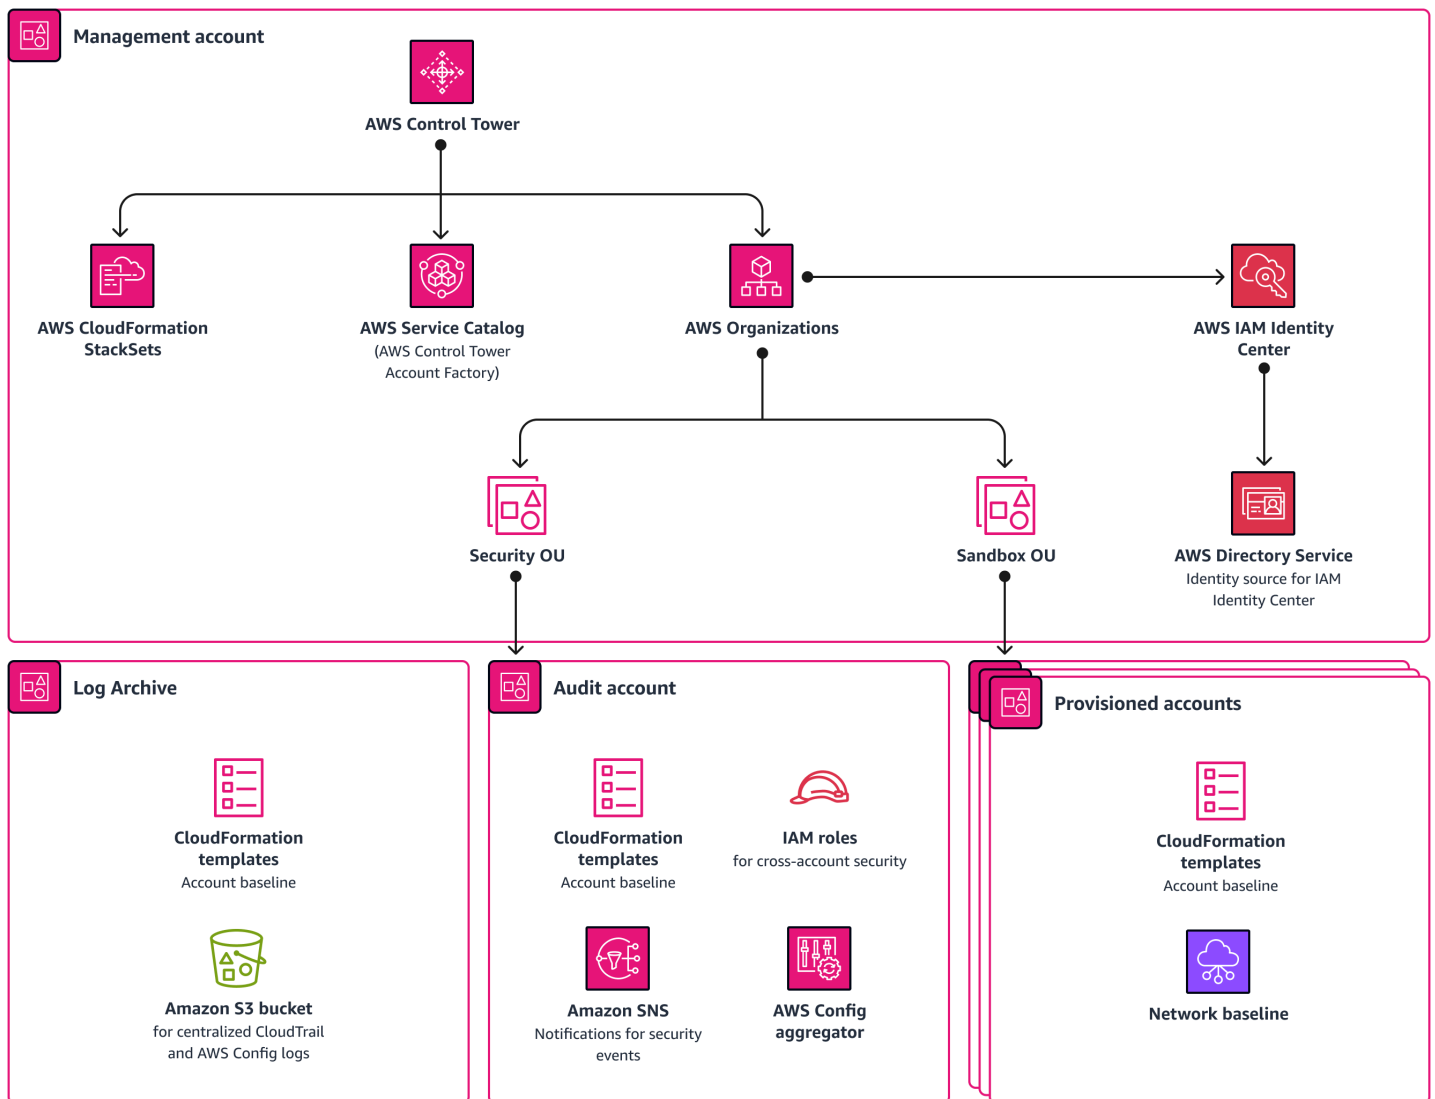 Management account
AWS Control Tower
AWS CloudFormation
StackSets
AWS Service Catalog
(AWS Control Tower
Account Factory)
AWS Organizations
AWS IAM Identity
Center
Security OU
Sandbox OU
AWS Directory Service
Identity source for IAM
Identity Center
Log Archive
CloudFormation
templates
Account baseline
Amazon S3 bucket
for centralized CloudTrail
and AWS Config logs
Audit account
CloudFormation
templates
Account baseline
IAM roles
for cross-account security
Amazon SNS
Notifications for security
events
AWS Config
aggregator
Provisioned accounts
CloudFormation
templates
Account baseline
Network baseline